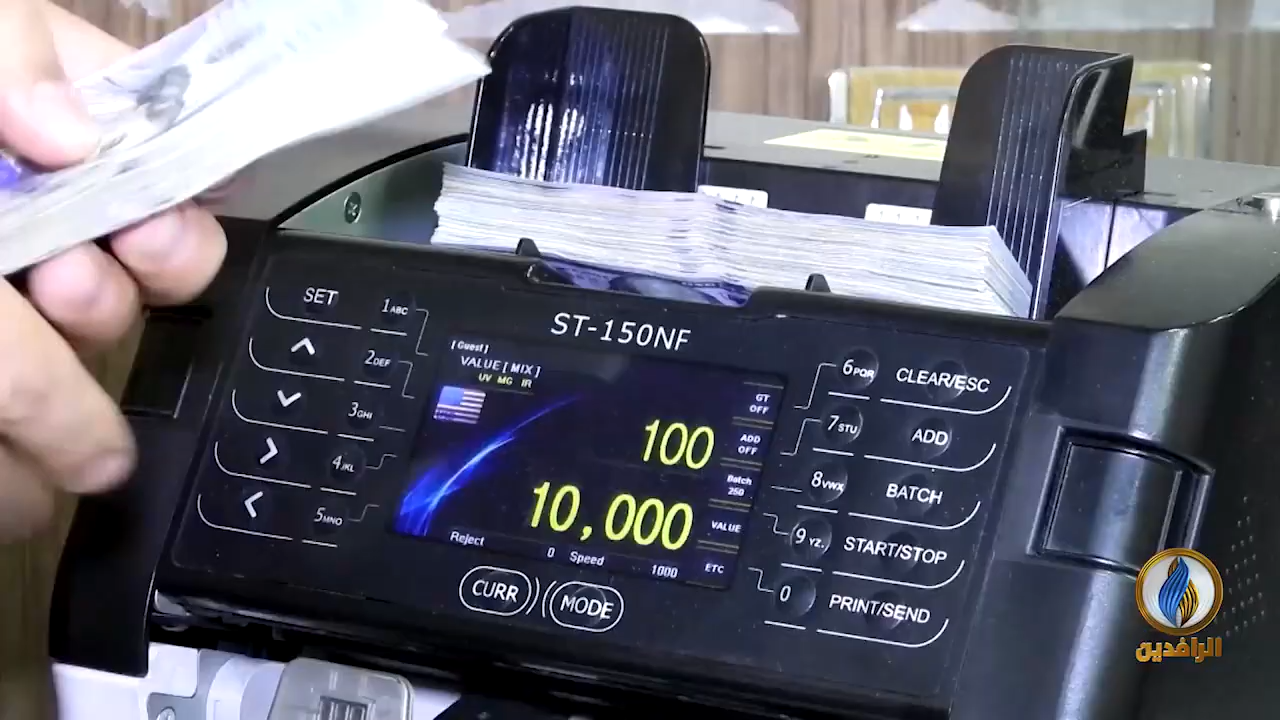 ST-150NF
SET
1ABC
2DEF
3GHI
4JKL
5MNO
[ Guest ]
VALUE [ MIX ]
UV MG IR
GT
OFF
100
ADD
OFF
Batch
250
10,000
VALUE
Reject 0 Speed 1000 ETC
CURR
MODE
6PQR
CLEAR/ESC
7STU
ADD
8VWX
BATCH
9YZ.
START/STOP
0
PRINT/SEND
الرافدين